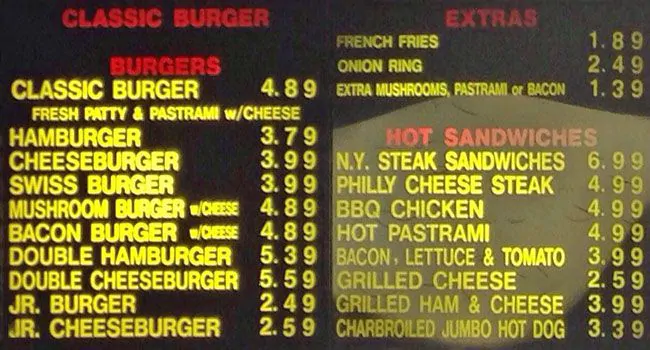 CLASSIC BURGER
BURGERS
CLASSIC BURGER 4.89
FRESH PATTY & PASTRAMI w/CHEESE
HAMBURGER 3.79
CHEESEBURGER 3.99
SWISS BURGER 3.99
MUSHROOM BURGER w/CHEESE 4.89
BACON BURGER w/CHEESE 4.89
DOUBLE HAMBURGER 5.39
DOUBLE CHEESEBURGER 5.59
JR. BURGER 2.49
JR. CHEESEBURGER 2.59
EXTRAS
FRENCH FRIES 1.89
ONION RING 2.49
EXTRA MUSHROOMS, PASTRAMI or BACON 1.39
HOT SANDWICHES
N.Y. STEAK SANDWICHES 6.99
PHILLY CHEESE STEAK 4.99
BBQ CHICKEN 4.99
HOT PASTRAMI 4.99
BACON, LETTUCE & TOMATO 3.99
GRILLED CHEESE 2.59
GRILLED HAM & CHEESE 3.99
CHARBROILED JUMBO HOT DOG 3.39